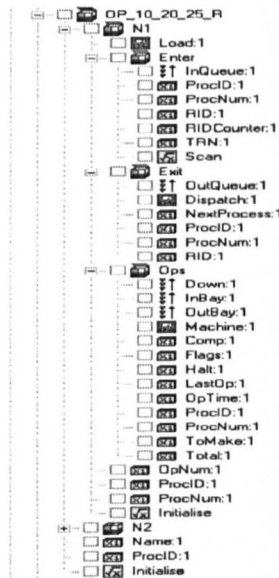 OP_10_20_25_R
N1
Load:1
Enter
InQueue:1
ProcID:1
ProcNum:1
RID:1
RIDCounter:1
TRN:1
Scan
Exit
OutQueue:1
Dispatch:1
NextProcess:1
ProcID:1
ProcNum:1
RID:1
Ops
Down:1
InBay:1
OutBay:1
Machine:1
Comp:1
Flags:1
Halt:1
LastOp:1
OpTime:1
ProcID:1
ProcNum:1
ToMake:1
Total:1
OpNum:1
ProcID:1
ProcNum:1
Initialise
N2
Name:1
ProcID:1
Initialise